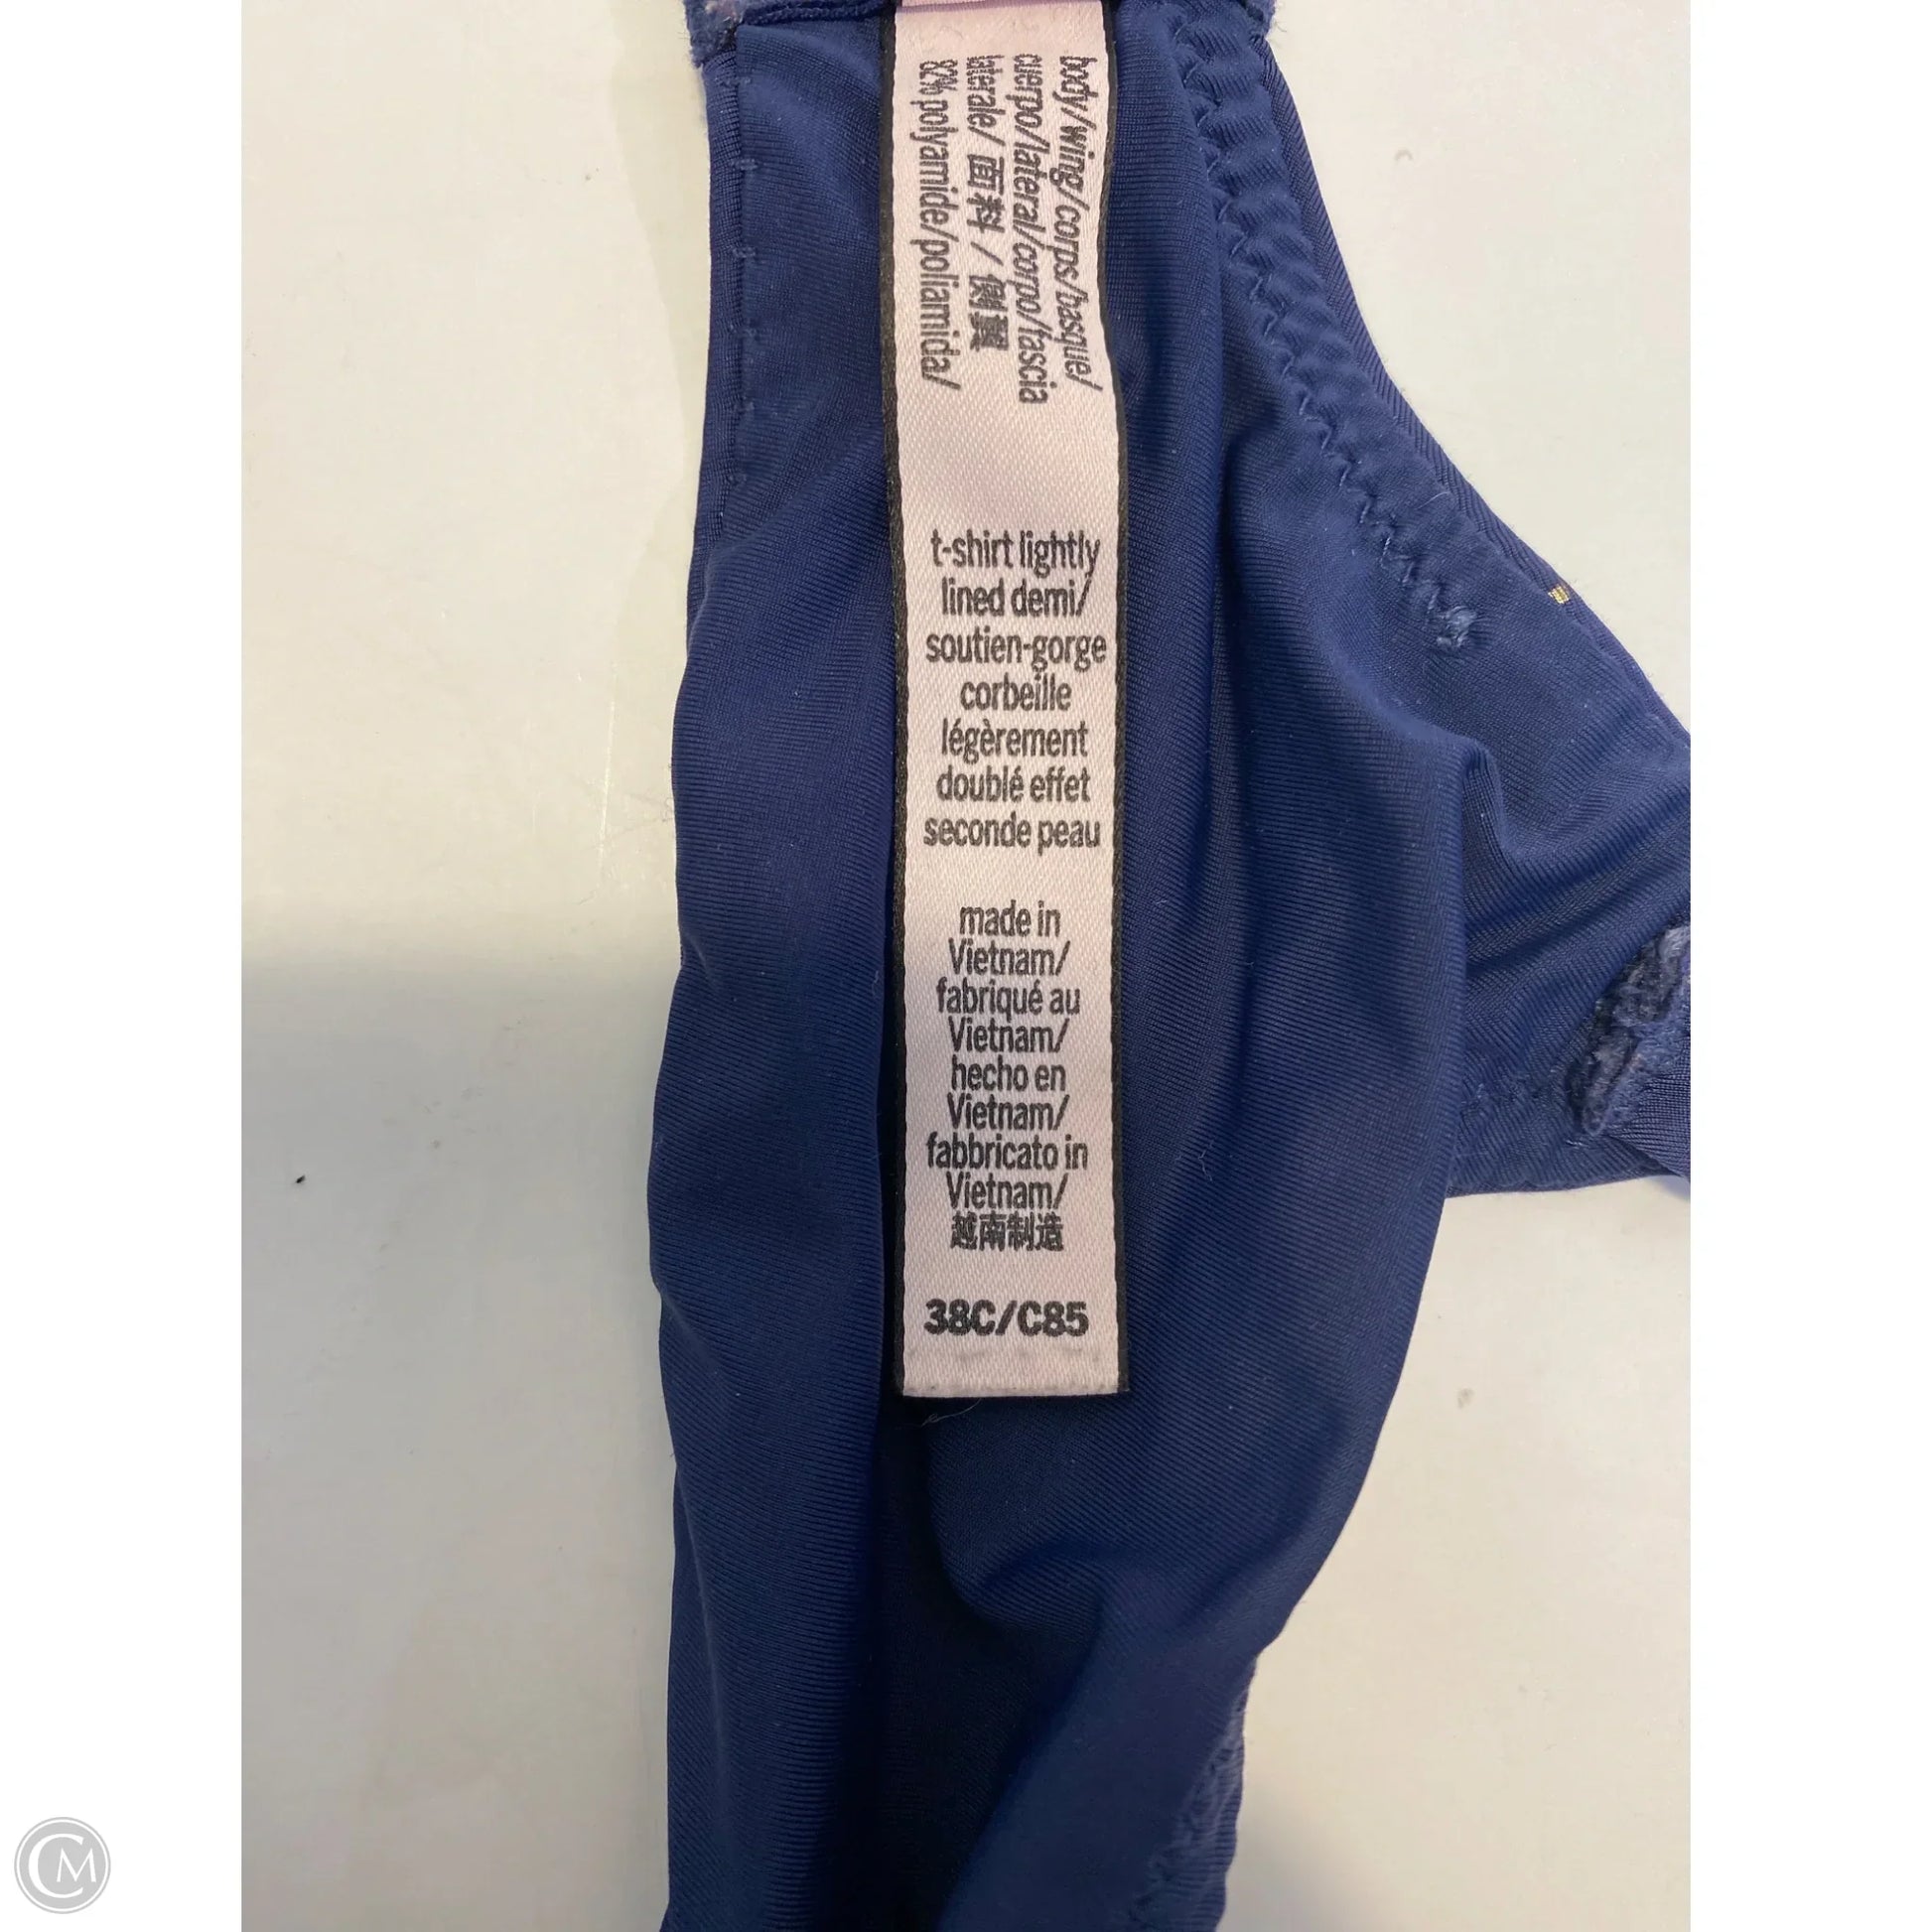 body/wing/corps/basque/
cuerpo/lateral/corpo/fascia
laterale/ 面料 / 侧翼
82% polyamide/poliamida/
t-shirt lightly
lined demi/
soutien-gorge
corbeille
légèrement
doublé effet
seconde peau
made in
Vietnam/
fabriqué au
Vietnam/
hecho en
Vietnam/
fabbricato in
Vietnam/
越南制造
38C/C85
CM